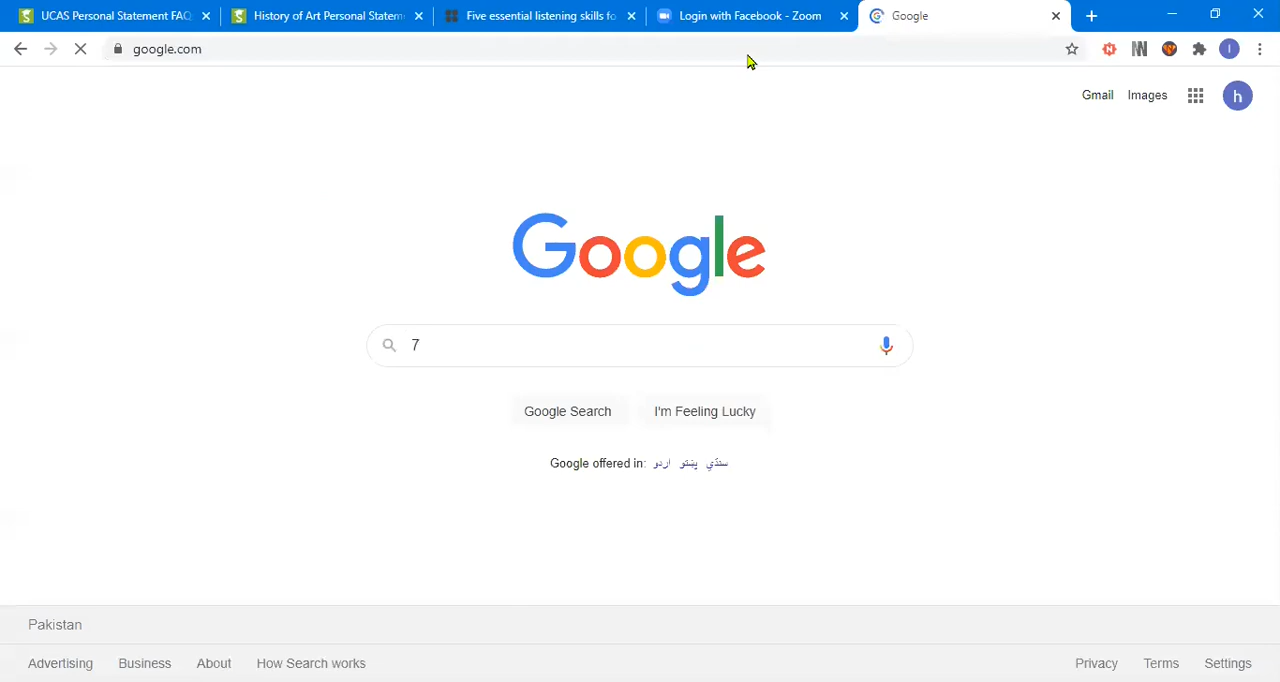 UCAS Personal Statement FAQ
History of Art Personal Statem
Five essential listening skills fo
Login with Facebook - Zoom
Google
google.com
Gmail Images h
Google
7
Google Search I'm Feeling Lucky
Google offered in: اردو پښتو سنڌي
Pakistan
Advertising Business About How Search works Privacy Terms Settings